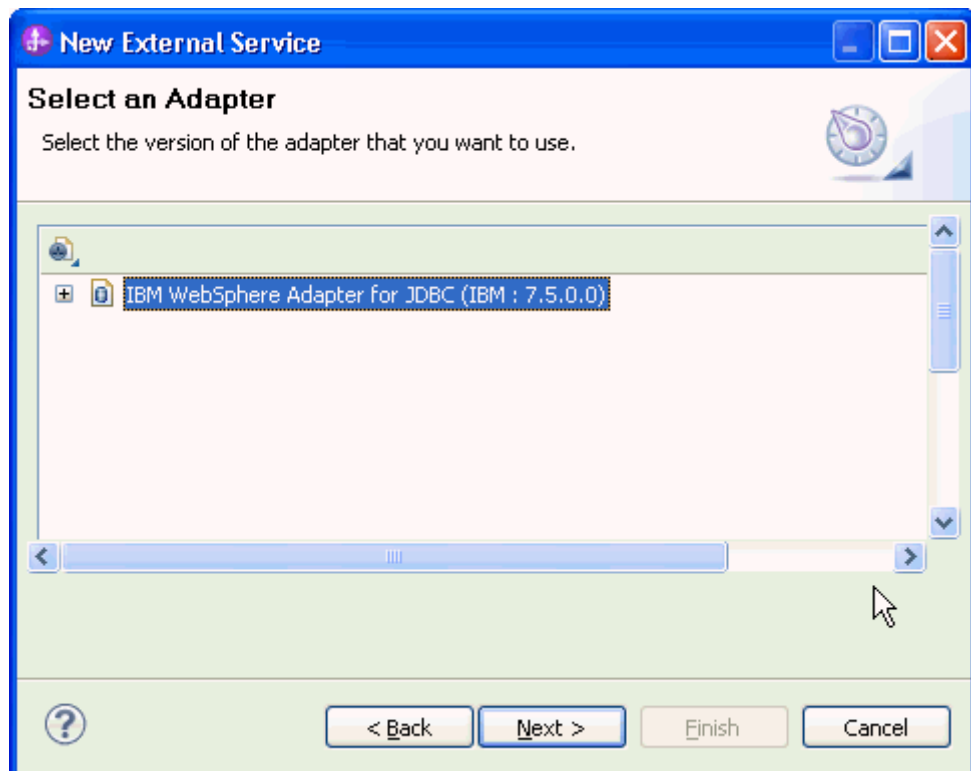 New External Service
Select an Adapter
Select the version of the adapter that you want to use.
IBM WebSphere Adapter for JDBC (IBM : 7.5.0.0)
< Back Next > Finish Cancel